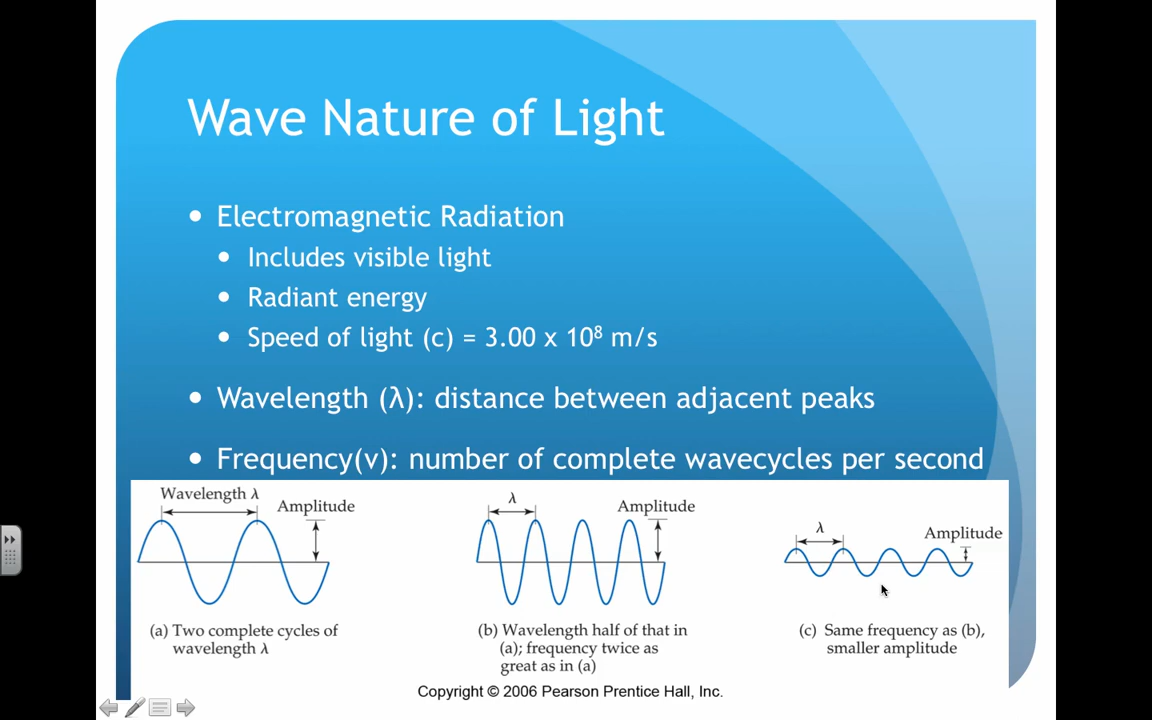 Wave Nature of Light
• Electromagnetic Radiation
• Includes visible light
• Radiant energy
• Speed of light (c) = 3.00 x 10⁸ m/s
• Wavelength (λ): distance between adjacent peaks
• Frequency(ν): number of complete wavecycles per second
Wavelength λ
Amplitude
(a) Two complete cycles of
wavelength λ
λ
Amplitude
(b) Wavelength half of that in
(a); frequency twice as
great as in (a)
λ
Amplitude
(c) Same frequency as (b),
smaller amplitude
Copyright © 2006 Pearson Prentice Hall, Inc.